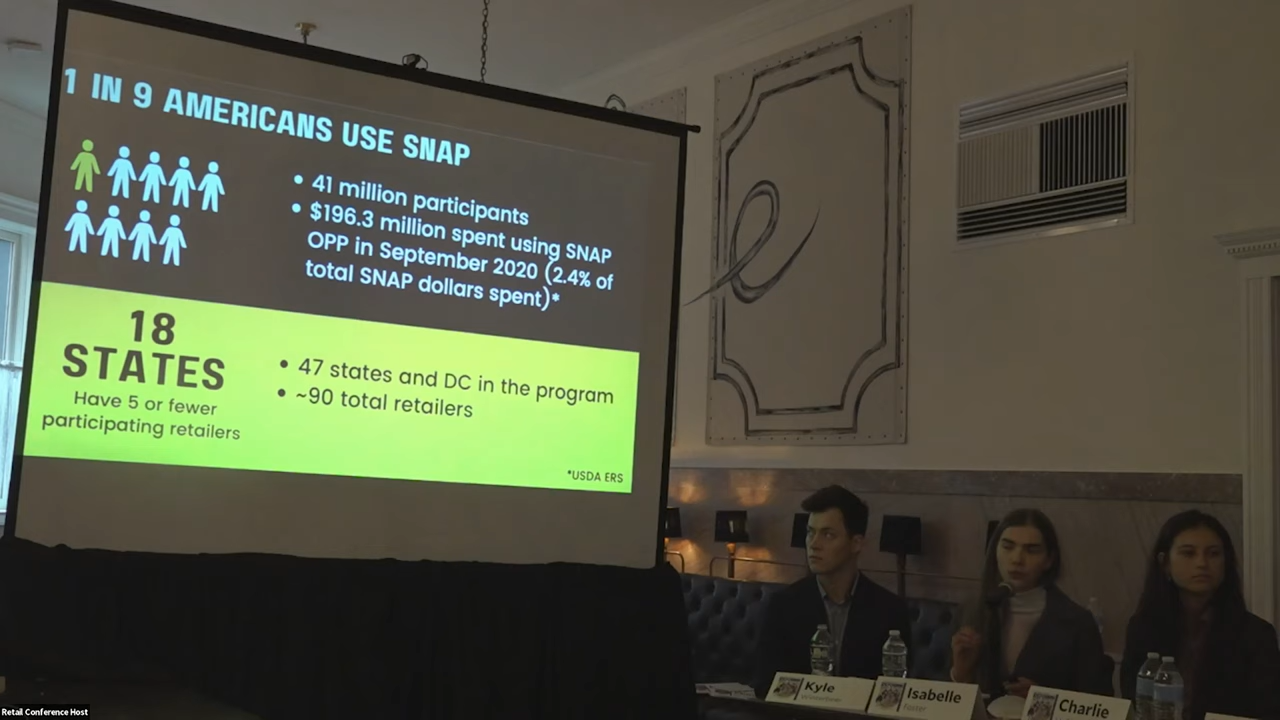 1 IN 9 AMERICANS USE SNAP
• 41 million participants
• $196.3 million spent using SNAP
OPP in September 2020 (2.4% of
total SNAP dollars spent)*
18
STATES
Have 5 or fewer
participating retailers
• 47 states and DC in the program
• ~90 total retailers
*USDA ERS
Kyle
Isabelle
Foster
Charlie
Retail Conference Host